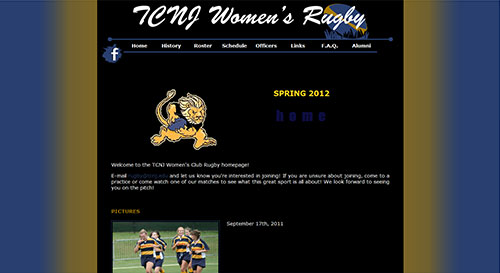 TCNJ Women's Rugby
Home History Roster Schedule Officers Links F.A.Q. Alumni
f
SPRING 2012
home
Welcome to the TCNJ Women's Club Rugby homepage!
E-mail rugby@tcnj.edu and let us know you're interested in joining! If you are unsure about joining, come to a
practice or come watch one of our matches to see what this great sport is all about! We look forward to seeing
you on the pitch!
PICTURES
September 17th, 2011